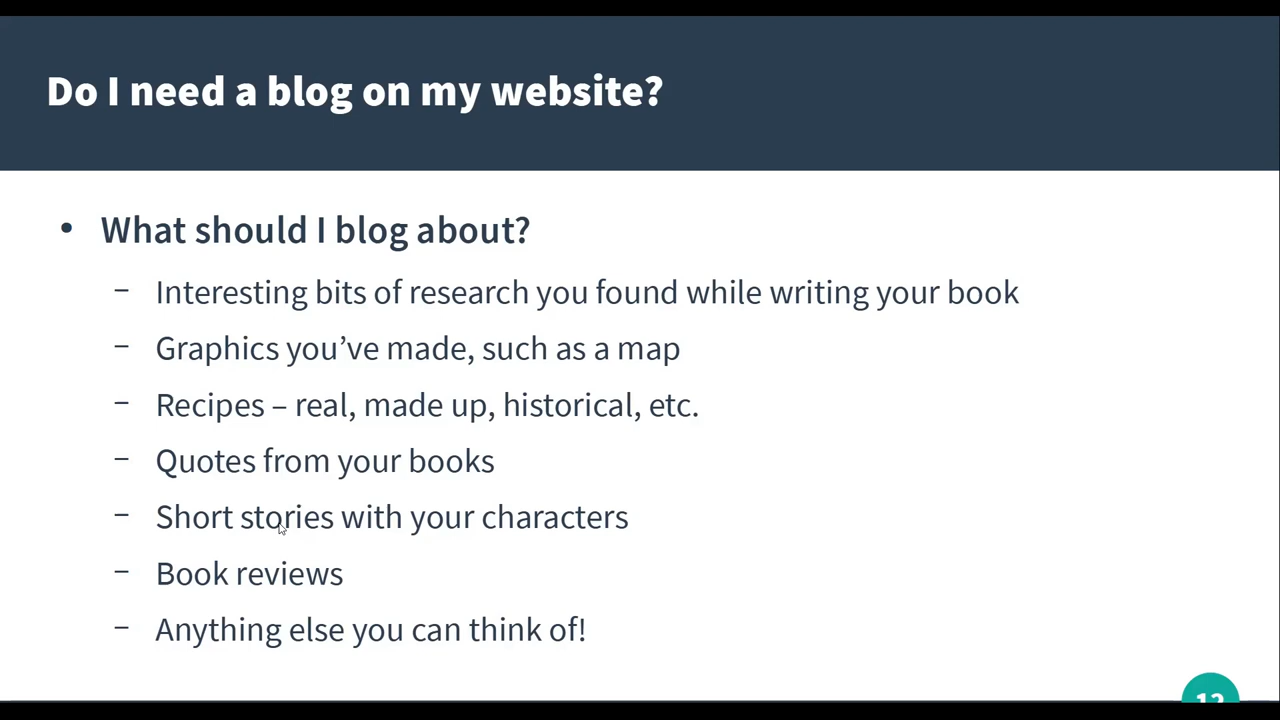 Do I need a blog on my website?
• What should I blog about?
– Interesting bits of research you found while writing your book
– Graphics you’ve made, such as a map
– Recipes – real, made up, historical, etc.
– Quotes from your books
– Short stories with your characters
– Book reviews
– Anything else you can think of!